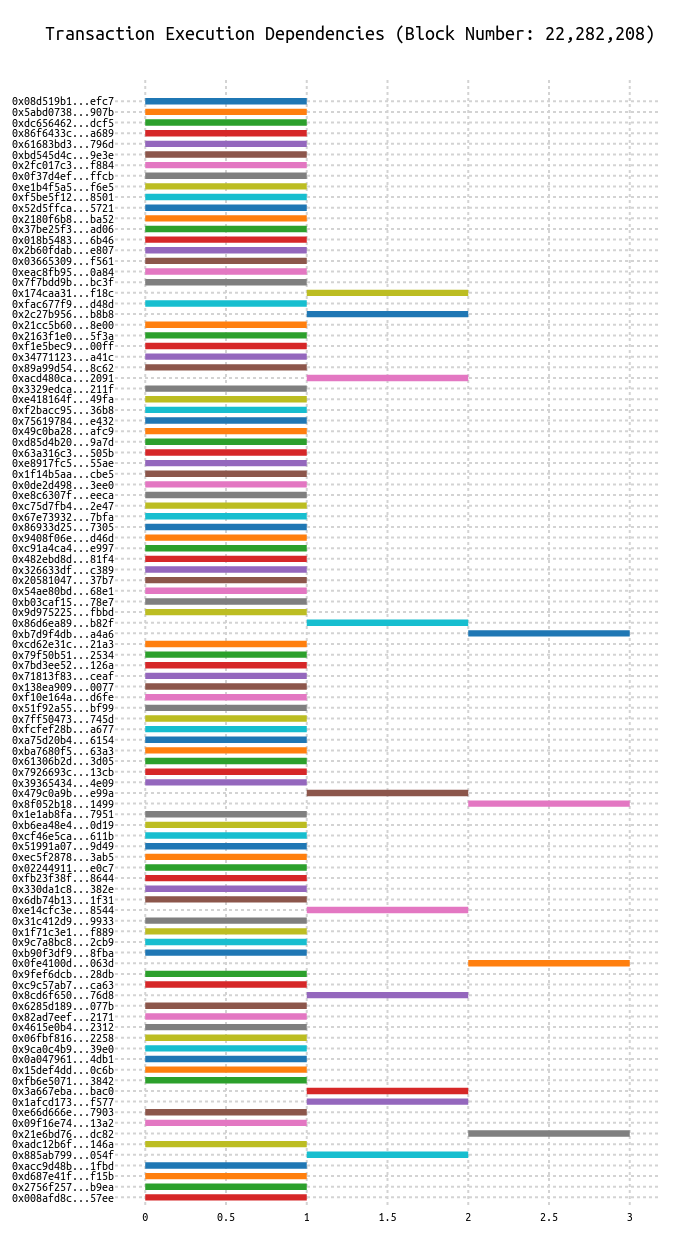 Transaction Execution Dependencies (Block Number: 22,282,208)
0x08d519b1...efc7
0x5abd0738...907b
0xdc656462...dcf5
0x86f6433c...a689
0x61683bd3...796d
0xbd545d4c...9e3e
0x2fc017c3...f884
0x0f37d4ef...ffcb
0xe1b4f5a5...f6e5
0xf5be5f12...8501
0x52d5ffca...5721
0x2180f6b8...ba52
0x37be25f3...ad06
0x018b5483...6b46
0x2b60fdab...e807
0x03665309...f561
0xeac8fb95...0a84
0x7f7bdd9b...bc3f
0x174caa31...f18c
0xfac677f9...d48d
0x2c27b956...b8b8
0x21cc5b60...8e00
0x2163f1e0...5f3a
0xf1e5bec9...00ff
0x34771123...a41c
0x89a99d54...8c62
0xacd480ca...2091
0x3329edca...211f
0xe418164f...49fa
0xf2bacc95...36b8
0x75619784...e432
0x49c0ba28...afc9
0xd85d4b20...9a7d
0x63a316c3...505b
0xe8917fc5...55ae
0x1f14b5aa...cbe5
0x0de2d498...3ee0
0xe8c6307f...eeca
0xc75d7fb4...2e47
0x67e73932...7bfa
0x86933d25...7305
0x9408f06e...d46d
0xc91a4ca4...e997
0x482ebd8d...81f4
0x326633df...c389
0x20581047...37b7
0x54ae80bd...68e1
0xb03caf15...78e7
0x9d975225...fbbd
0x86d6ea89...b82f
0xb7d9f4db...a4a6
0xcd62e31c...21a3
0x79f50b51...2534
0x7bd3ee52...126a
0x71813f83...ceaf
0x138ea909...0077
0xf10e164a...d6fe
0x51f92a55...bf99
0x7ff50473...745d
0xfcfef28b...a677
0xa75d20b4...6154
0xba7680f5...63a3
0x61306b2d...3d05
0x7926693c...13cb
0x39365434...4e09
0x479c0a9b...e99a
0x8f052b18...1499
0x1e1ab8fa...7951
0xb6ea48e4...0d19
0xcf46e5ca...611b
0x51991a07...9d49
0xec5f2878...3ab5
0x02244911...e0c7
0xfb23f38f...8644
0x330da1c8...382e
0x6db74b13...1f31
0xe14cfc3e...8544
0x31c412d9...9933
0x1f71c3e1...f889
0x9c7a8bc8...2cb9
0xb90f3df9...8fba
0x0fe4100d...063d
0x9fef6dcb...28db
0xc9c57ab7...ca63
0x8cd6f650...76d8
0x6285d189...077b
0x82ad7eef...2171
0x4615e0b4...2312
0x06fbf816...2258
0x9ca0c4b9...39e0
0x0a047961...4db1
0x15def4dd...0c6b
0xfb6e5071...3842
0x3a667eba...bac0
0x1afcd173...f577
0xe66d666e...7903
0x09f16e74...13a2
0x21e6bd76...dc82
0xadc12b6f...146a
0x885ab799...054f
0xacc9d48b...1fbd
0xd687e41f...f15b
0x2756f257...b9ea
0x008afd8c...57ee
0 0.5 1 1.5 2 2.5 3